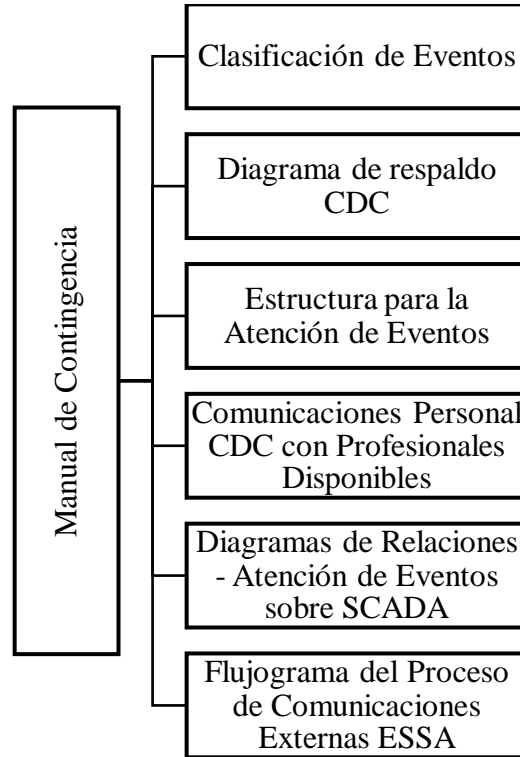 Manual de Contingencia
Clasificación de Eventos
Diagrama de respaldo
CDC
Estructura para la
Atención de Eventos
Comunicaciones Personal
CDC con Profesionales
Disponibles
Diagramas de Relaciones
- Atención de Eventos
sobre SCADA
Flujograma del Proceso
de Comunicaciones
Externas ESSA